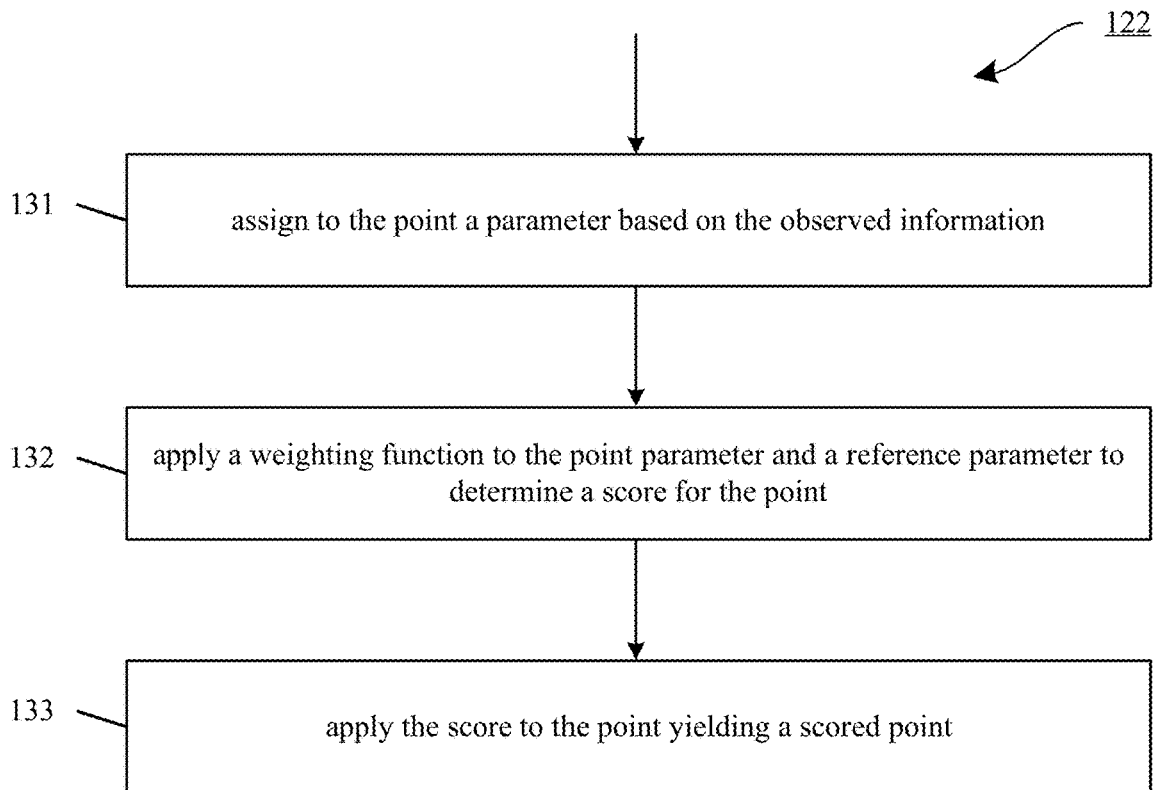 122
131
assign to the point a parameter based on the observed information
132
apply a weighting function to the point parameter and a reference parameter to
determine a score for the point
133
apply the score to the point yielding a scored point